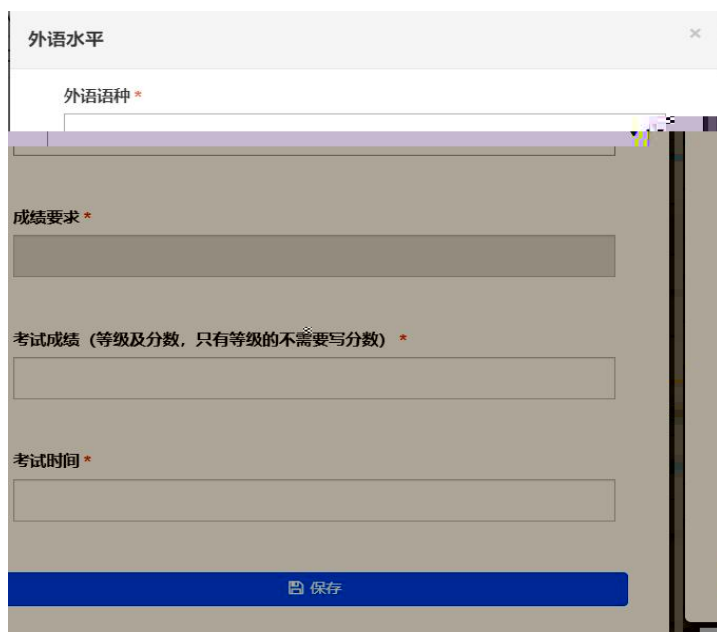 外语水平
×
外语语种 *
成绩要求 *
考试成绩（等级及分数，只有等级的不需要写分数） *
考试时间 *
保存